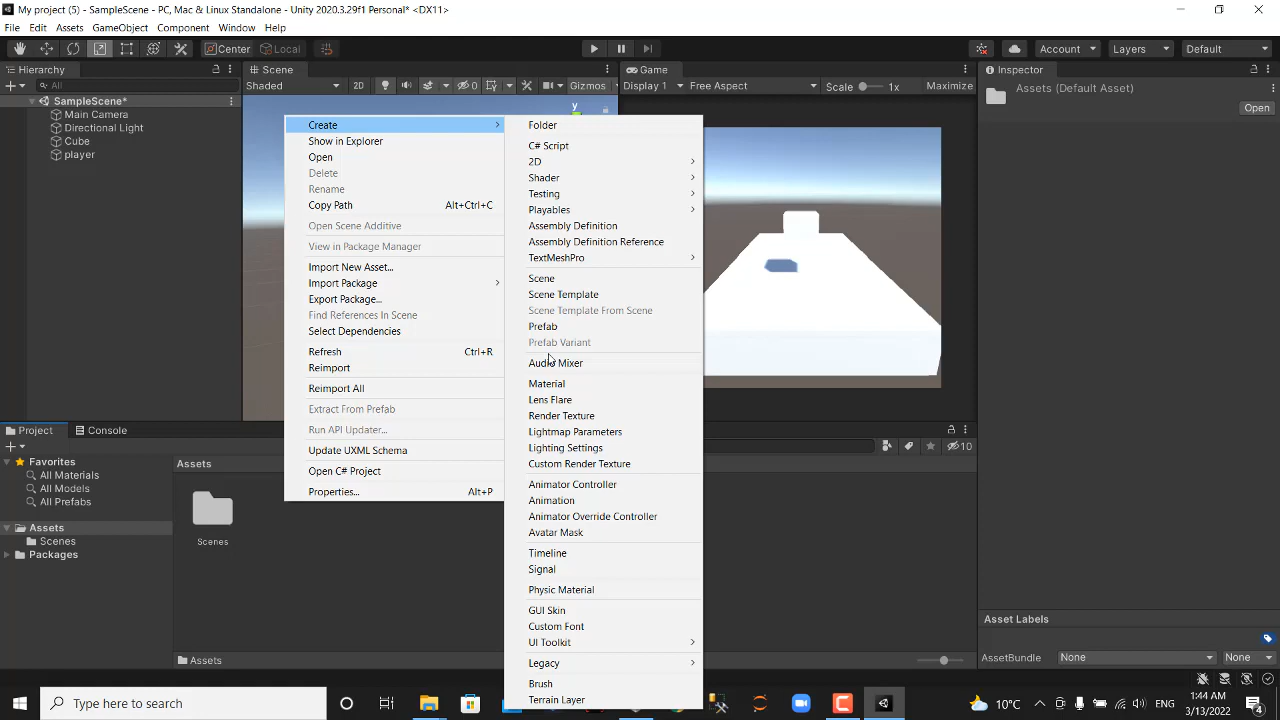 My project (5) - SampleScene - PC, Mac & Linux Standalone - Unity 2020.3.29f1 Personal* <DX11>
File Edit Assets GameObject Component Window Help
Center Local Account Layers Default
Hierarchy Scene Game Inspector
All Shaded 2D 0 Gizmos Display 1 Free Aspect Scale 1x Maximize
Assets (Default Asset)
Open
SampleScene*
Main Camera
Directional Light
Cube
player
y
Create
Show in Explorer
Open
Delete
Rename
Copy Path Alt+Ctrl+C
Open Scene Additive
View in Package Manager
Import New Asset...
Import Package
Export Package...
Find References In Scene
Select Dependencies
Refresh Ctrl+R
Reimport
Reimport All
Extract From Prefab
Run API Updater...
Update UXML Schema
Open C# Project
Properties... Alt+P
Folder
C# Script
2D
Shader
Testing
Playables
Assembly Definition
Assembly Definition Reference
TextMeshPro
Scene
Scene Template
Scene Template From Scene
Prefab
Prefab Variant
Audio Mixer
Material
Lens Flare
Render Texture
Lightmap Parameters
Lighting Settings
Custom Render Texture
Animator Controller
Animation
Animator Override Controller
Avatar Mask
Timeline
Signal
Physic Material
GUI Skin
Custom Font
UI Toolkit
Legacy
Brush
Terrain Layer
Project Console
10
Favorites
All Materials
All Models
All Prefabs
Assets
Scenes
Packages
Assets
Scenes
Assets
Asset Labels
AssetBundle None None
Type here to search
10°C
1:44 AM